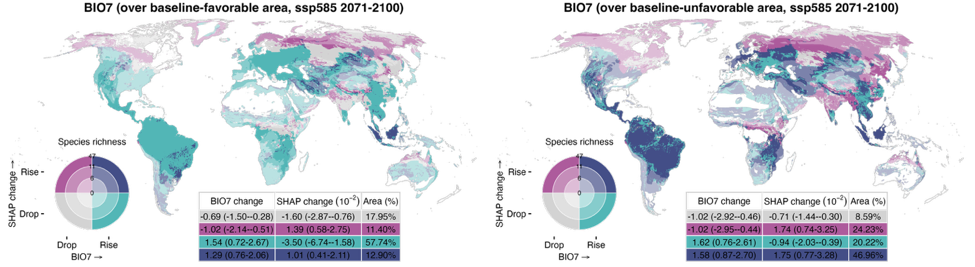 BIO7 (over baseline-favorable area, ssp585 2071-2100)
Species richness
47
11
0
SHAP change →
Rise
Drop
Drop
Rise
BIO7 →
BIO7 change SHAP change (10⁻²) Area (%)
-0.69 (-1.50--0.28) -1.60 (-2.87--0.76) 17.95%
-1.02 (-2.14--0.51) 1.39 (0.58-2.75) 11.40%
1.54 (0.72-2.67) -3.50 (-6.74--1.58) 57.74%
1.29 (0.76-2.06) 1.01 (0.41-2.11) 12.90%
BIO7 (over baseline-unfavorable area, ssp585 2071-2100)
Species richness
47
11
0
SHAP change →
Rise
Drop
Drop
Rise
BIO7 →
BIO7 change SHAP change (10⁻²) Area (%)
-1.02 (-2.92--0.46) -0.71 (-1.44--0.30) 8.59%
-1.02 (-2.95--0.44) 1.74 (0.74-3.25) 24.23%
1.62 (0.76-2.61) -0.94 (-2.03--0.39) 20.22%
1.58 (0.87-2.70) 1.75 (0.77-3.28) 46.96%